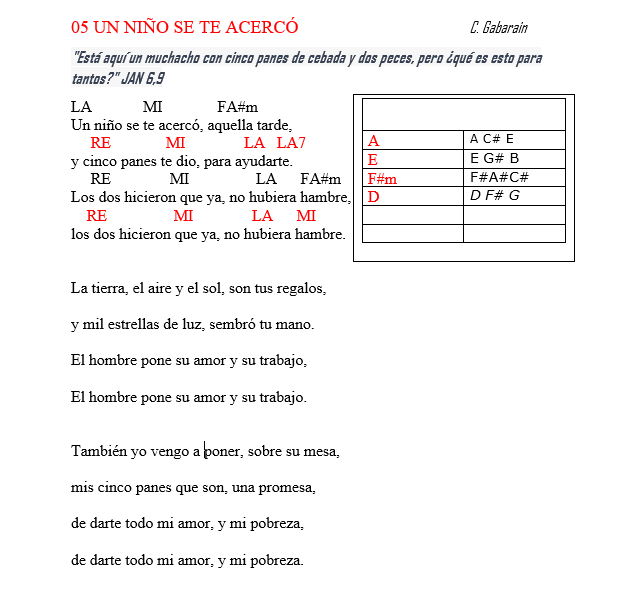 05 UN NIÑO SE TE ACERCÓ C. Gabarain
"Está aquí un muchacho con cinco panes de cebada y dos peces, pero ¿qué es esto para
tantos?" JAN 6,9
LA MI FA#m
Un niño se te acercó, aquella tarde,
RE MI LA LA7
y cinco panes te dio, para ayudarte.
RE MI LA FA#m
Los dos hicieron que ya, no hubiera hambre,
RE MI LA MI
los dos hicieron que ya, no hubiera hambre.
A A C# E
E E G# B
F#m F#A#C#
D D F# G
La tierra, el aire y el sol, son tus regalos,
y mil estrellas de luz, sembró tu mano.
El hombre pone su amor y su trabajo,
El hombre pone su amor y su trabajo.
También yo vengo a poner, sobre su mesa,
mis cinco panes que son, una promesa,
de darte todo mi amor, y mi pobreza,
de darte todo mi amor, y mi pobreza.